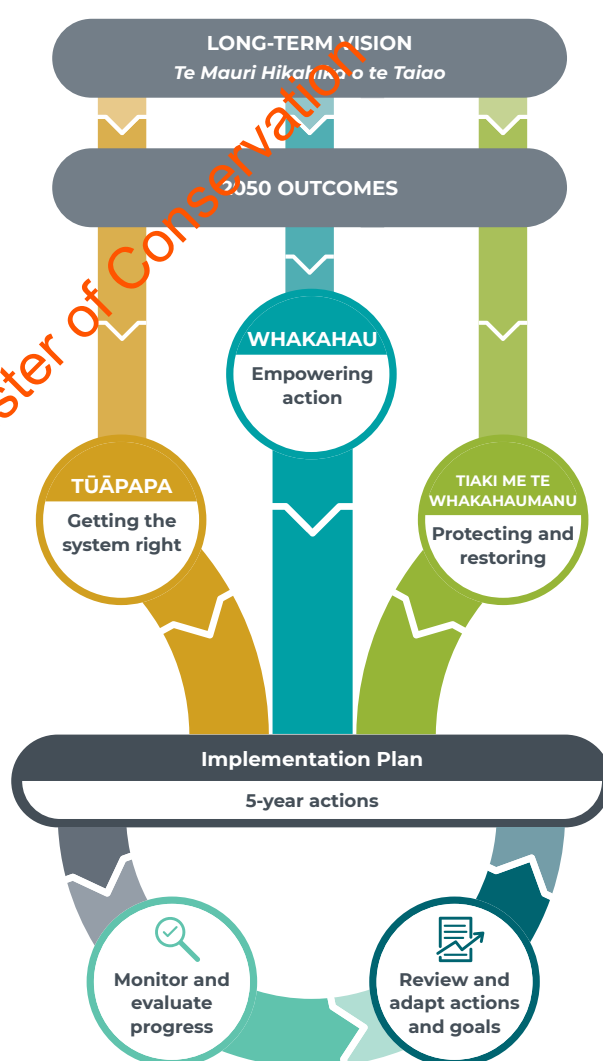 LONG-TERM VISION
Te Mauri Hikahiko o te Taiao
2050 OUTCOMES
ster of Conservation
WHAKAHAU
Empowering
action
TŪĀPAPA
Getting the
system right
TIAKI ME TE
WHAKAHAUMANU
Protecting and
restoring
Implementation Plan
5-year actions
Monitor and
evaluate
progress
Review and
adapt actions
and goals